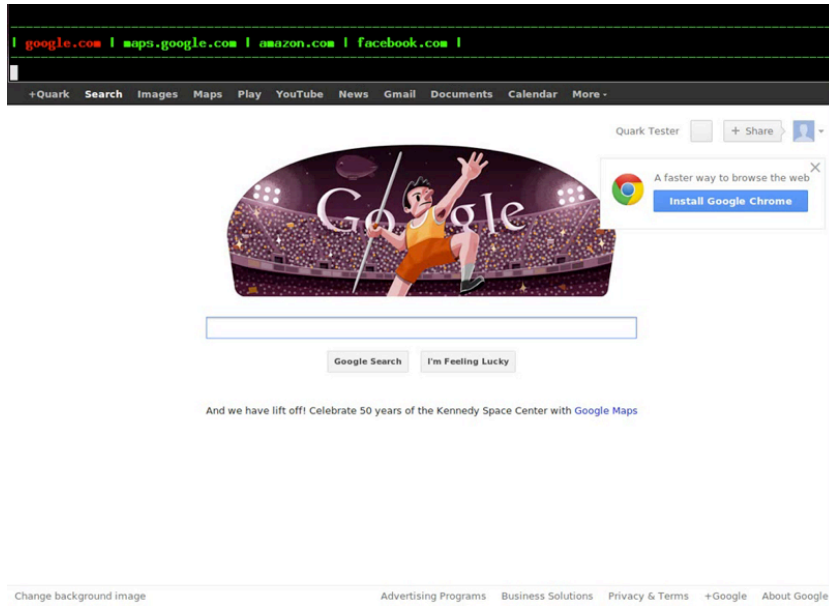 | google.com | maps.google.com | amazon.com | facebook.com |
+Quark Search Images Maps Play YouTube News Gmail Documents Calendar More
Quark Tester + Share
A faster way to browse the web
Install Google Chrome
Google
Google Search I'm Feeling Lucky
And we have lift off! Celebrate 50 years of the Kennedy Space Center with Google Maps
Change background image Advertising Programs Business Solutions Privacy & Terms +Google About Google